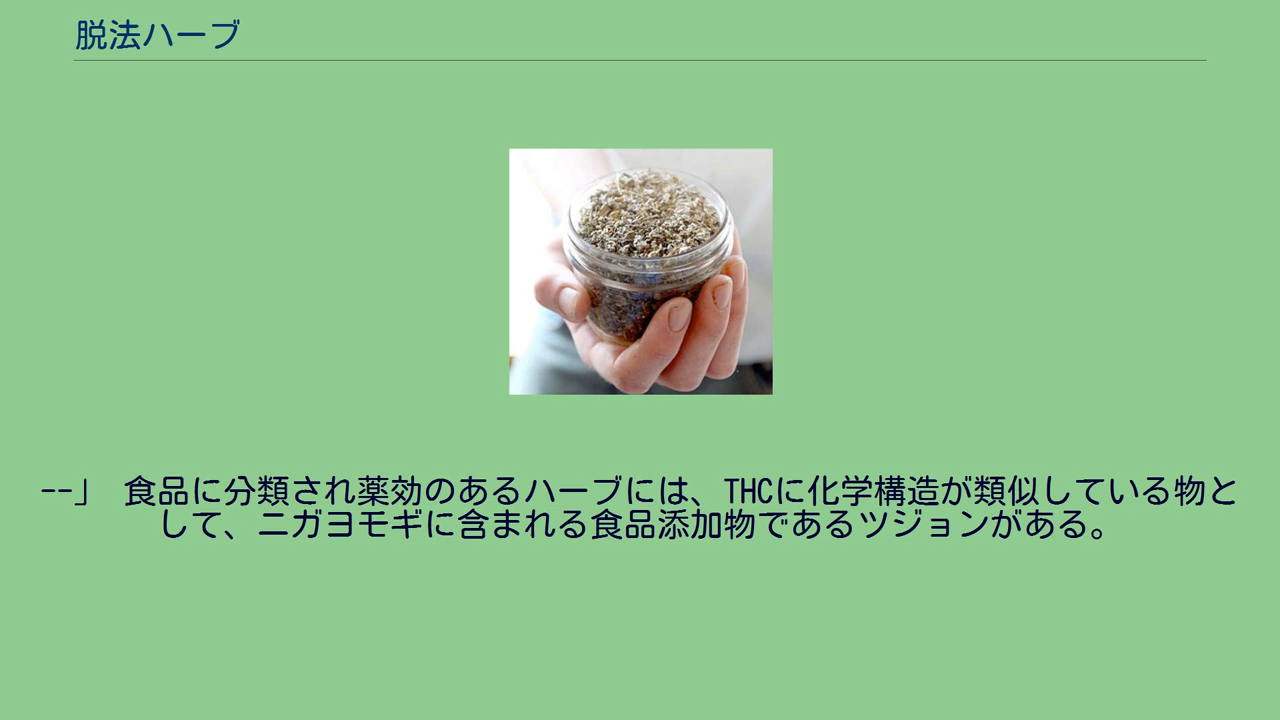 脱法ハーブ
--」 食品に分類され薬効のあるハーブには、THCに化学構造が類似している物と
して、ニガヨモギに含まれる食品添加物であるツジョンがある。